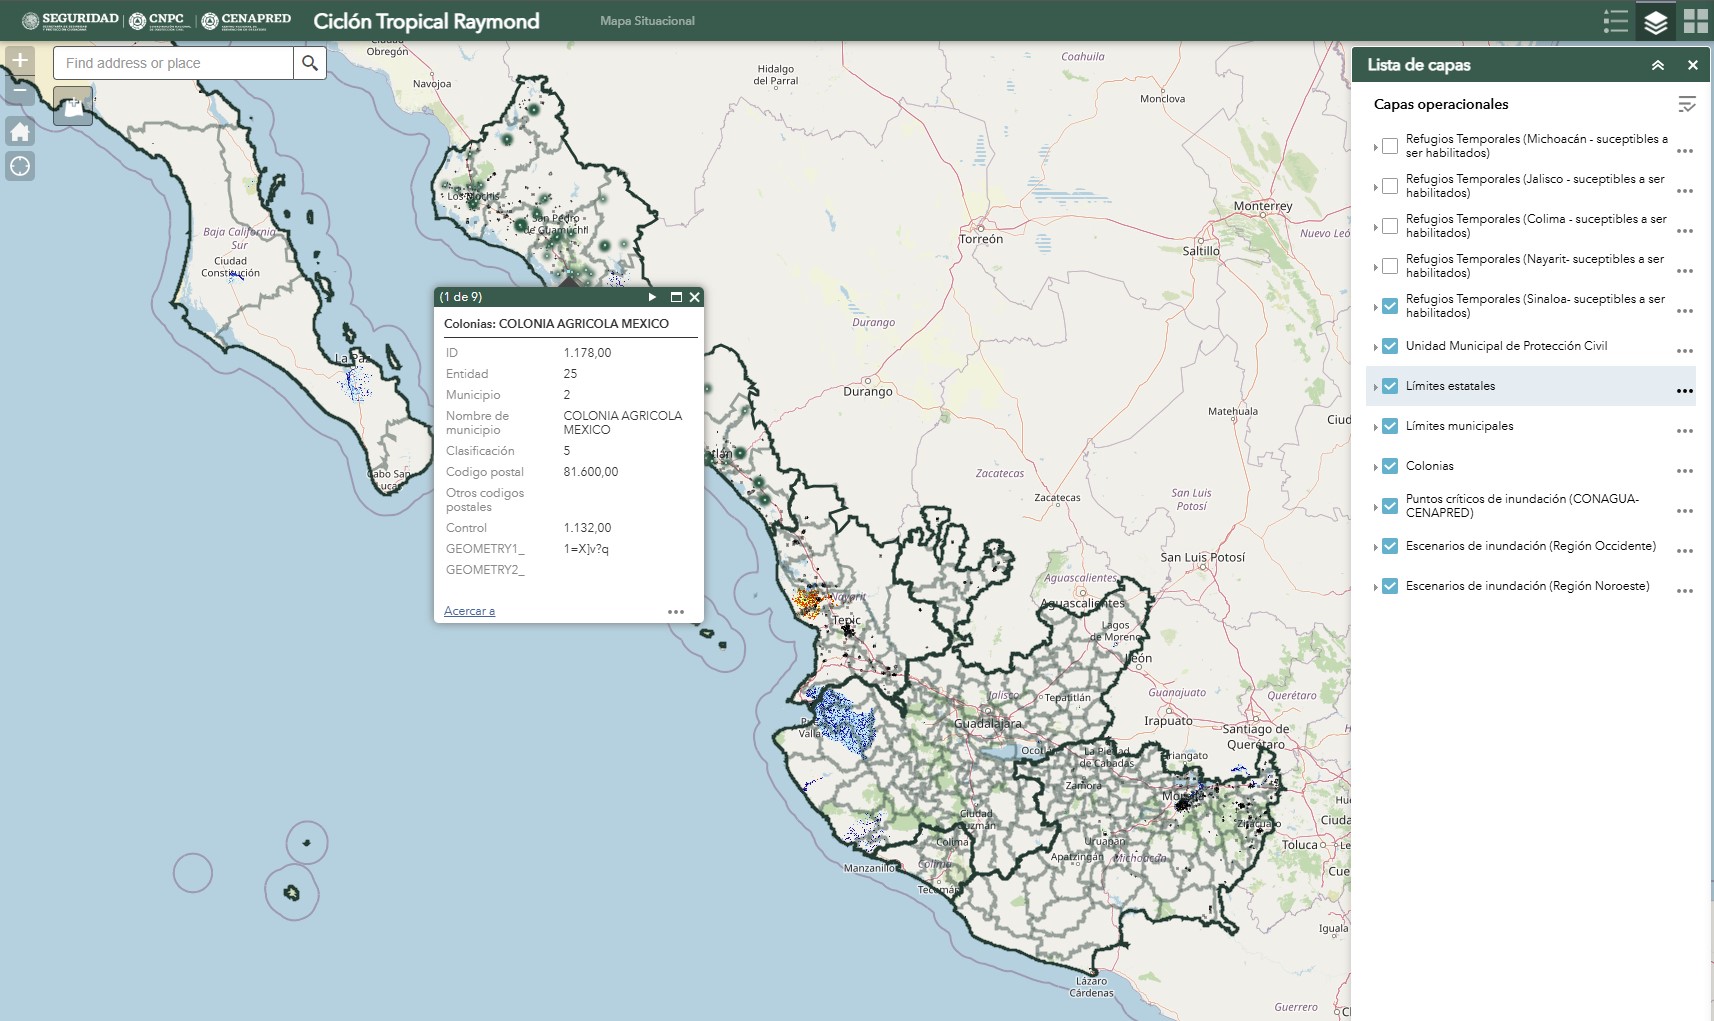 SEGURIDAD
CNPC
CENAPRED
Ciclón Tropical Raymond
Mapa Situacional
Find address or place
Lista de capas
Capas operacionales
Refugios Temporales (Michoacán - suceptibles a
ser habilitados)
Refugios Temporales (Jalisco - suceptibles a ser
habilitados)
Refugios Temporales (Colima - suceptibles a ser
habilitados)
Refugios Temporales (Nayarit- suceptibles a ser
habilitados)
Refugios Temporales (Sinaloa- suceptibles a ser
habilitados)
Unidad Municipal de Protección Civil
Límites estatales
Límites municipales
Colonias
Puntos críticos de inundación (CONAGUA-
CENAPRED)
Escenarios de inundación (Región Occidente)
Escenarios de inundación (Región Noroeste)
(1 de 9)
Colonias: COLONIA AGRICOLA MEXICO
ID 1.178,00
Entidad 25
Municipio 2
Nombre de
municipio
COLONIA AGRICOLA
MEXICO
Clasificación 5
Codigo postal 81.600,00
Otros codigos
postales
Control 1.132,00
GEOMETRY1_ 1=X]v?q
GEOMETRY2_
Acercar a
Ciudad
Obregón
Navojoa
Hidalgo
del Parral
Coahuila
Monclova
Los Mochis
San Pedro
de Guamúchil
Baja California
Sur
Ciudad
Constitución
La Paz
Cabo San
Lucas
Torreón
Monterrey
Saltillo
Nuevo Leó
Durango
Durango
Matehuala
Ciud
Zacatecas
Zacatecas
San Luis
Potosí
San Luis Potosí
tlán
Aguascalientes
Aguascalientes
Nayarit
Tepic
Lagos
de Moreno
León
Guanajuato
Querétaro
Jalisco
Tepatitlán
Guadalajara
Irapuato
Santiago de
Querétaro
Ocotlán
La Piedad
de Cabadas
Uriangato
Zamora
Ciudad
Guzmán
Uruapan
Apatzingán
Michoacán
Zitácuaro
Toluca
Colima
Colima
Manzanillo
Tecomán
Iguala
Lázaro
Cárdenas
Guerrero